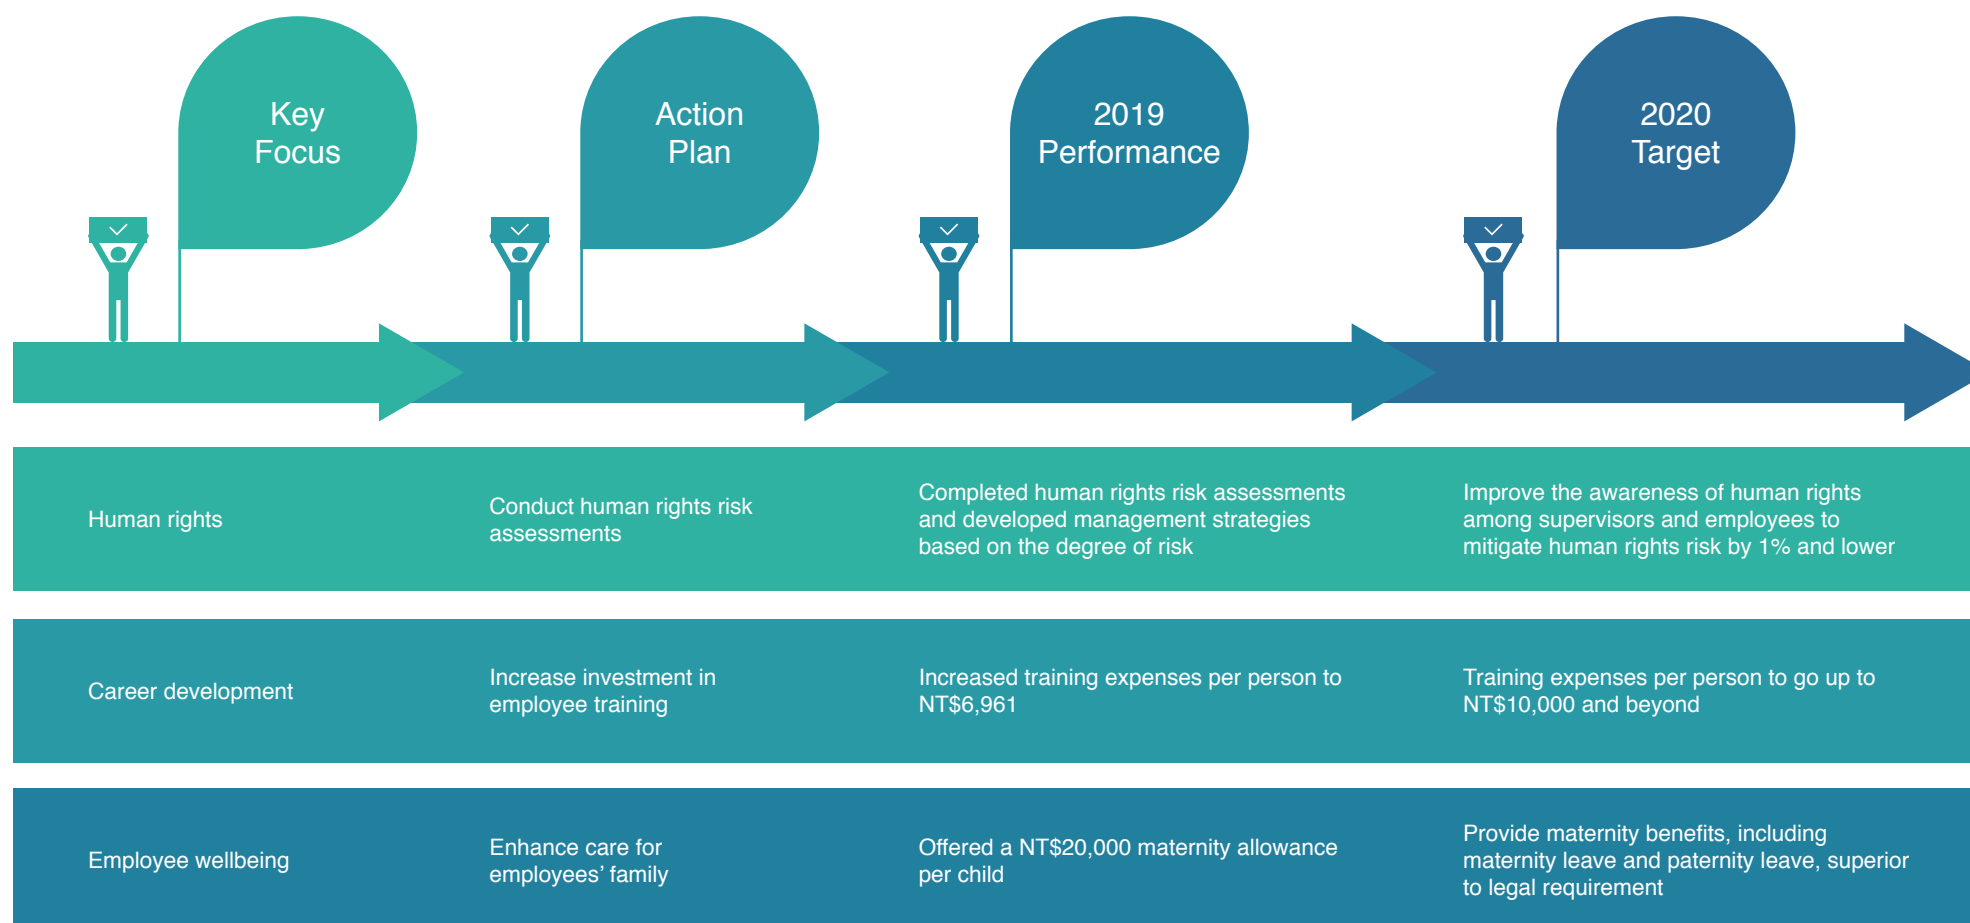 Key
Focus
Action
Plan
2019
Performance
2020
Target
Human rights
Conduct human rights risk
assessments
Completed human rights risk assessments
and developed management strategies
based on the degree of risk
Improve the awareness of human rights
among supervisors and employees to
mitigate human rights risk by 1% and lower
Career development
Increase investment in
employee training
Increased training expenses per person to
NT$6,961
Training expenses per person to go up to
NT$10,000 and beyond
Employee wellbeing
Enhance care for
employees’ family
Offered a NT$20,000 maternity allowance
per child
Provide maternity benefits, including
maternity leave and paternity leave, superior
to legal requirement